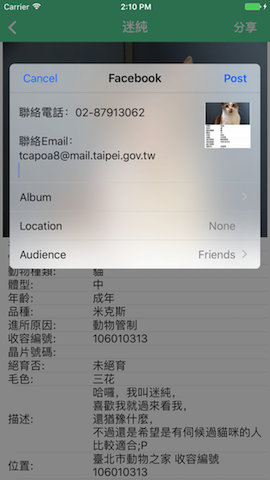 Carrier 2:10 PM
迷純 分享
Cancel Facebook Post
聯絡電話：02-87913062
聯絡Email：
tcapoa8@mail.taipei.gov.tw
Album
Location None
Audience Friends
動物種類: 貓
體型: 中
年齡: 成年
品種: 米克斯
進所原因: 動物管制
收容編號: 106010313
晶片號碼:
絕育否: 未絕育
毛色: 三花
哈囉，我叫迷純，
喜歡我就過來看我，
描述: 還猶豫什麼，
不過還是希望是有伺候過貓咪的人
比較適合;P
位置: 臺北市動物之家 收容編號
106010313